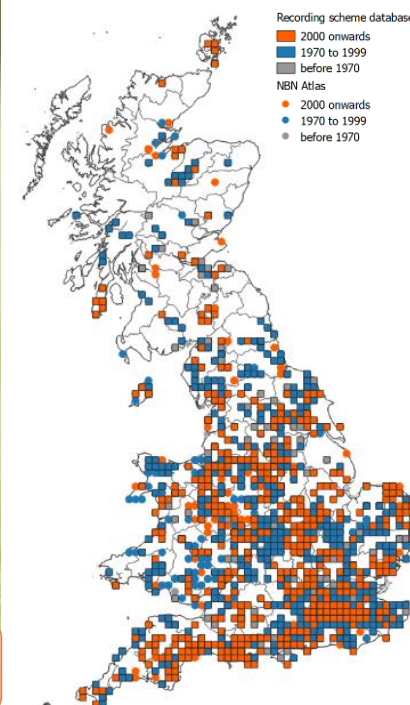 Recording scheme database
2000 onwards
1970 to 1999
before 1970
NBN Atlas
2000 onwards
1970 to 1999
before 1970